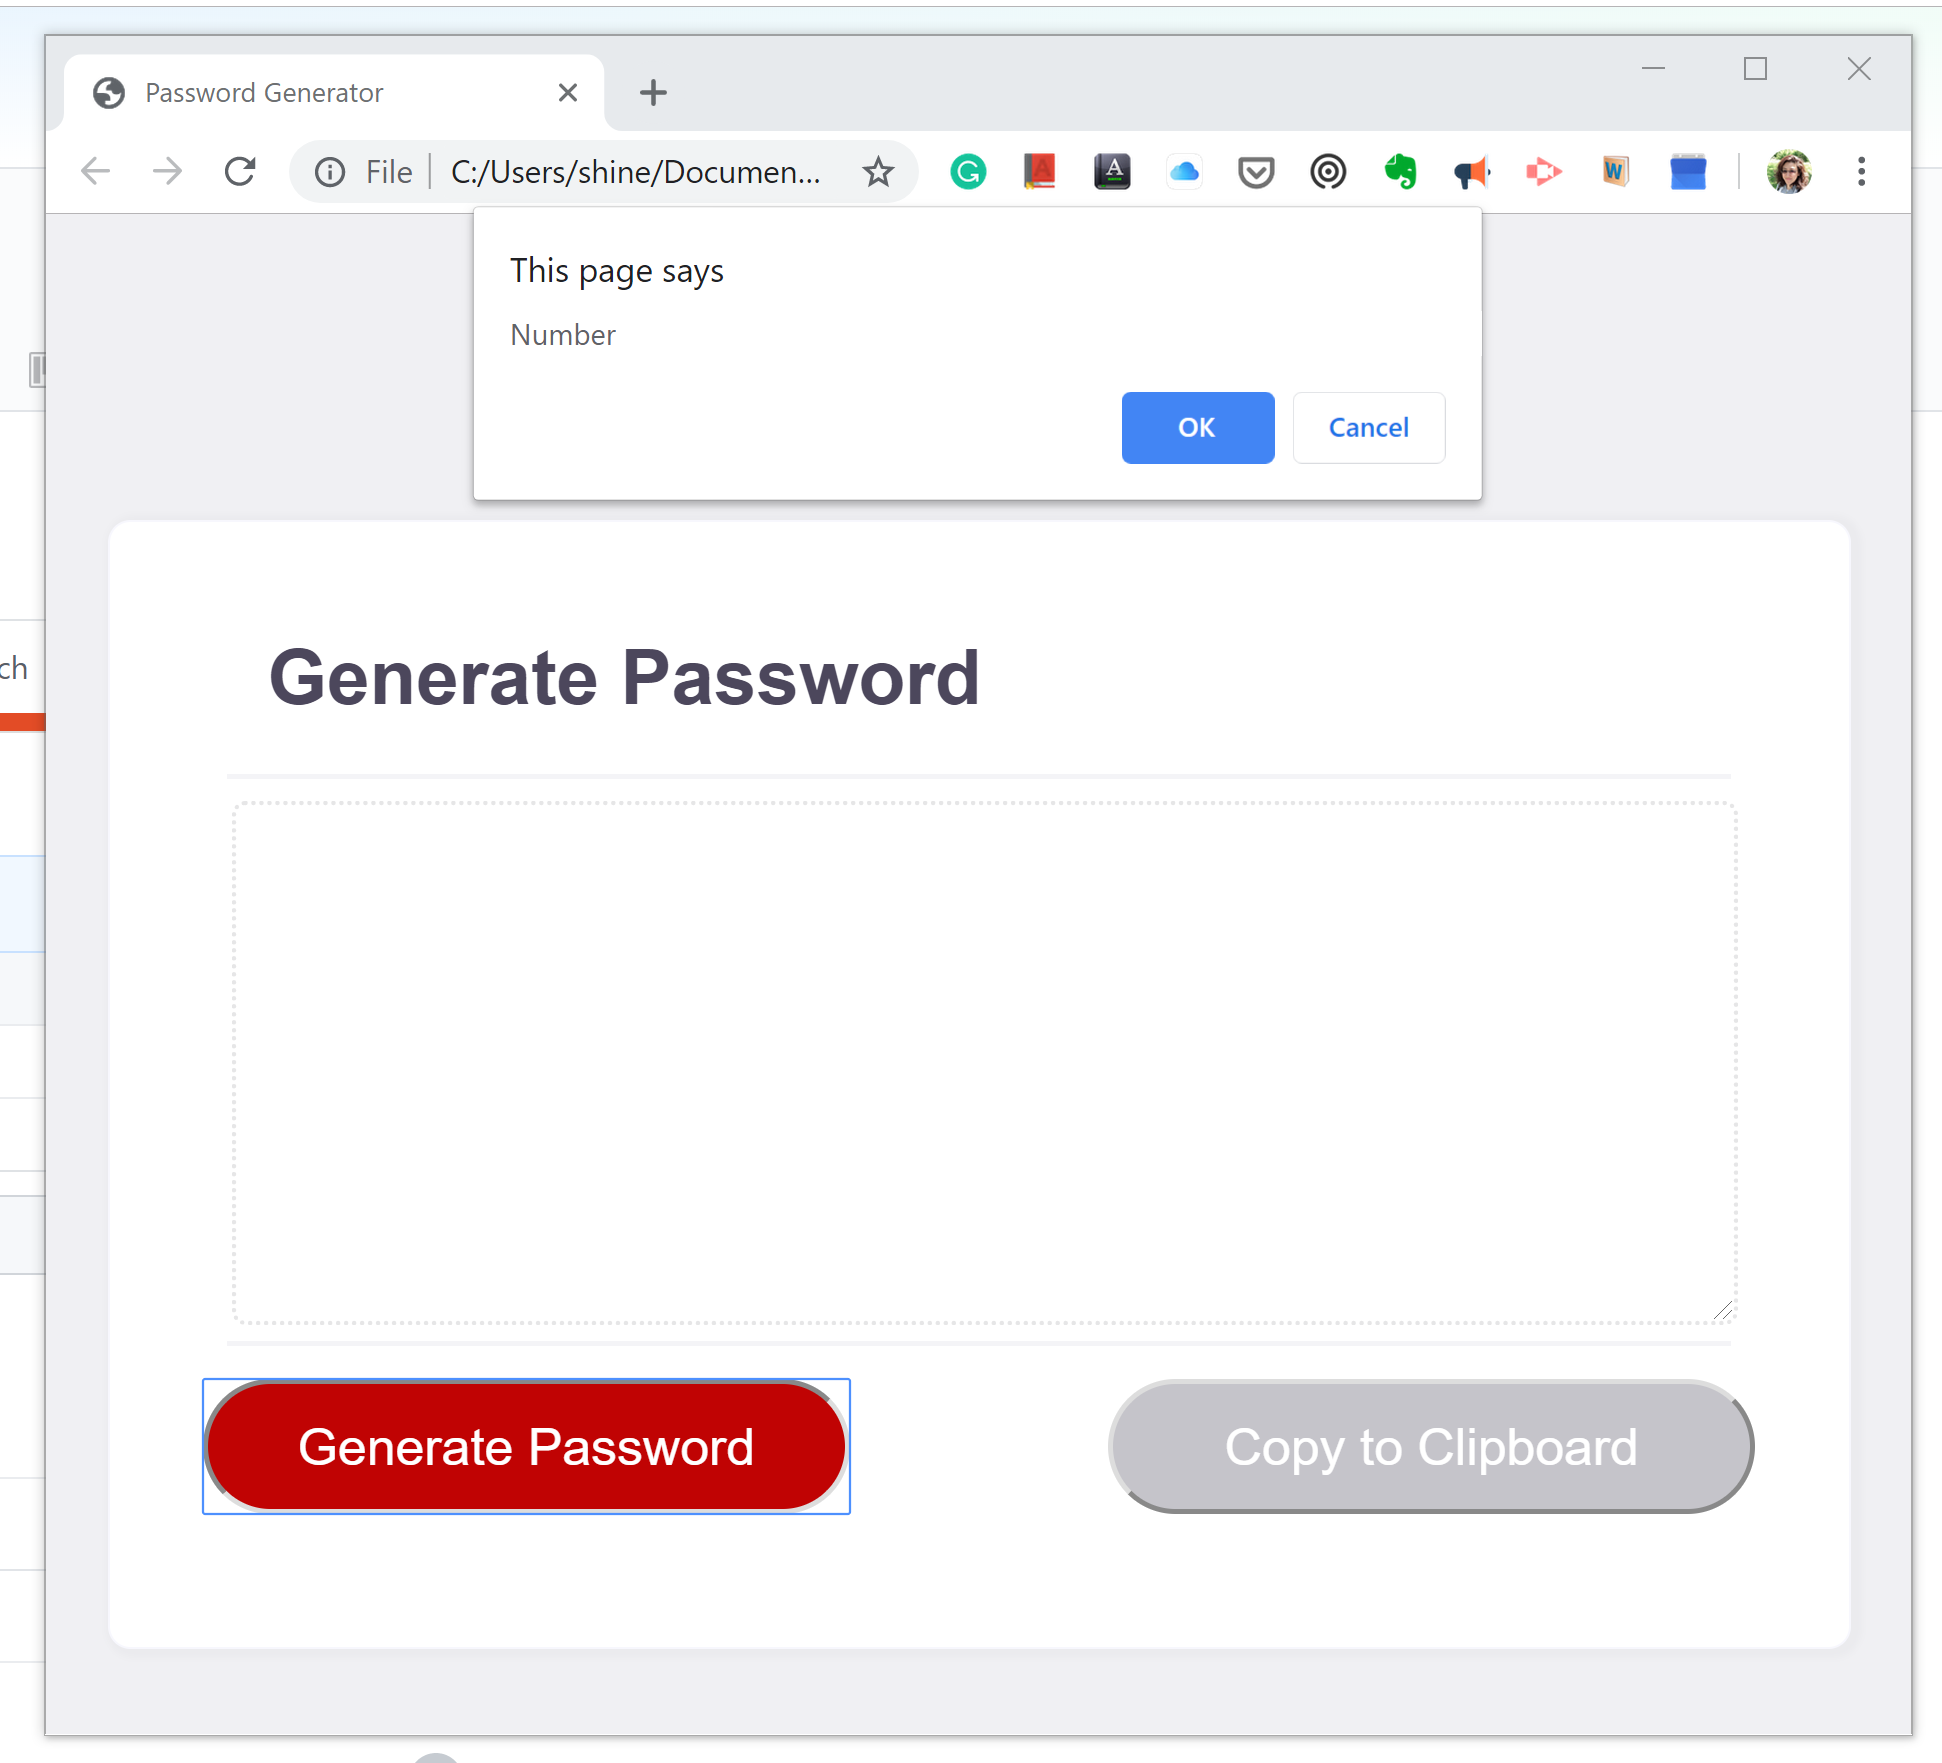 Password Generator
File C:/Users/shine/Documen...
This page says
Number
OK Cancel
ch
Generate Password
Generate Password Copy to Clipboard